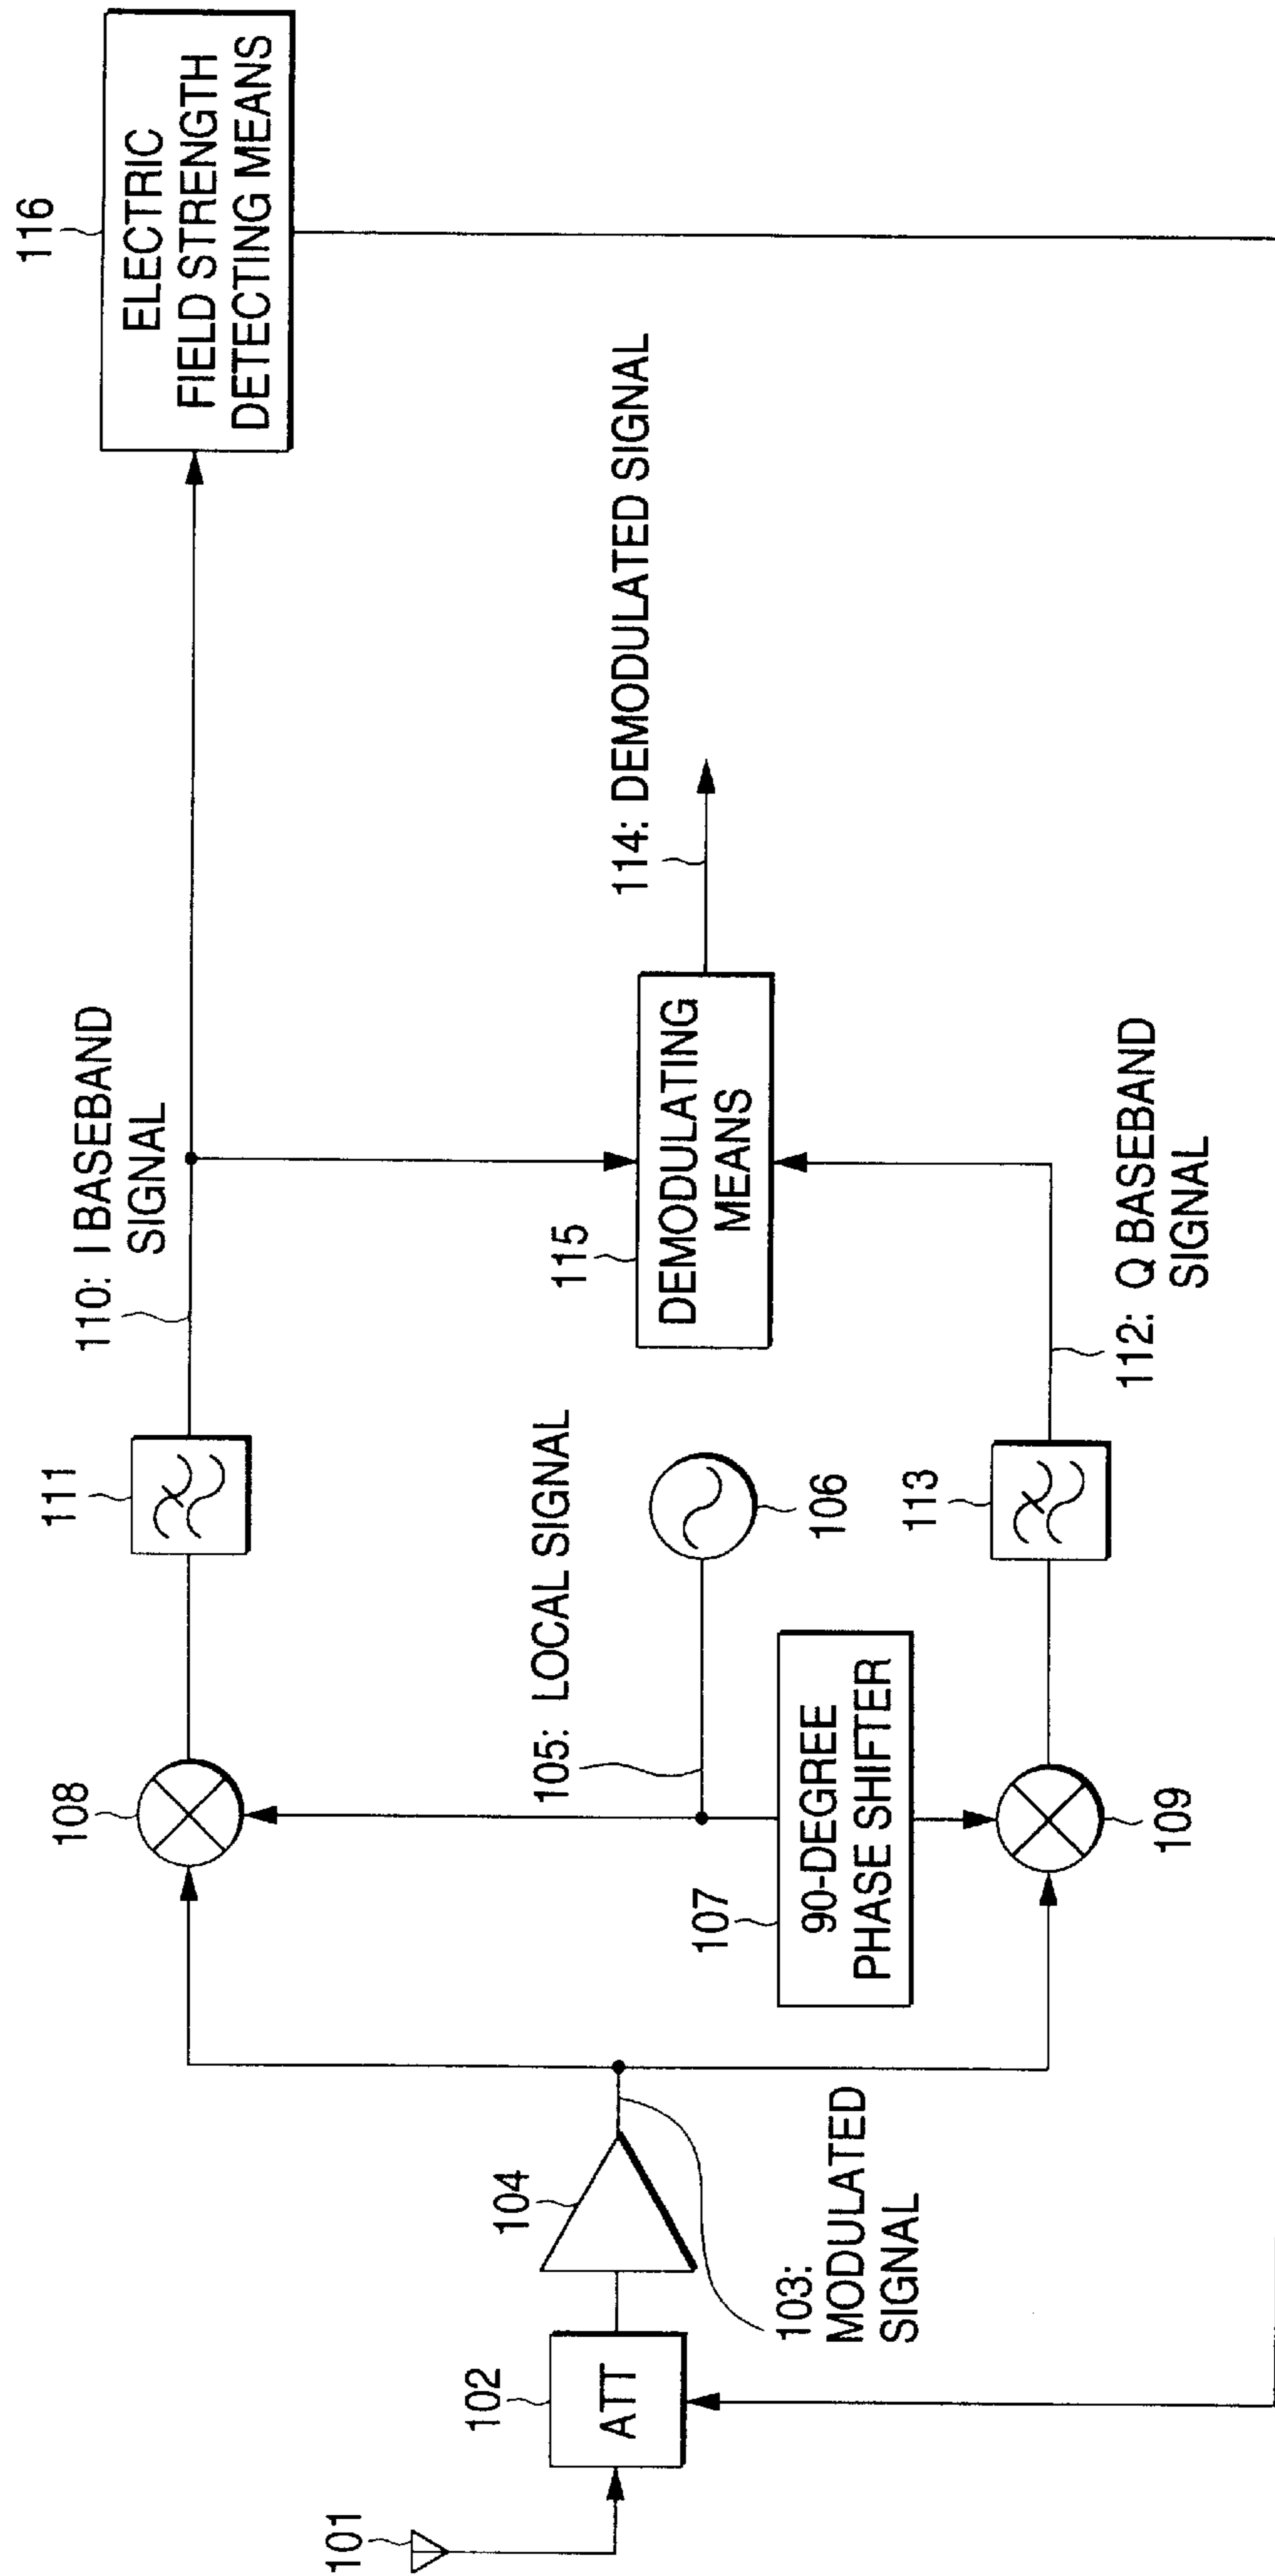 101
102
ATT
104
103: MODULATED
SIGNAL
108
107
90-DEGREE
PHASE SHIFTER
109
105: LOCAL SIGNAL
106
111
113
110: I BASEBAND
SIGNAL
115
DEMODULATING
MEANS
112: Q BASEBAND
SIGNAL
114: DEMODULATED SIGNAL
116
ELECTRIC
FIELD STRENGTH
DETECTING MEANS